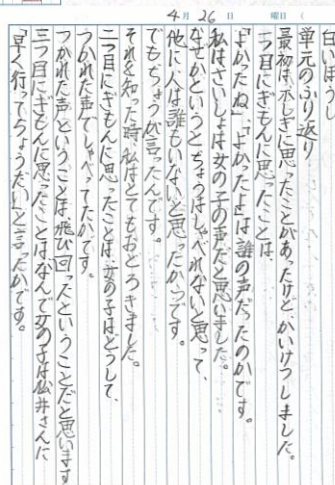 4月26日 曜日(
白いぼうし
単元のふり返り
最初は、ふしぎに思ったことがあったけど、かいけつしました。
一つ目にぎもんに思ったことは、
「よかったね」「よかったよ」は誰の声だったのかです。
私はさいしょは女の子の声だと思いました。
なぜかというとちょうはしゃべれないと思って、
他に人は誰もいないと思ったからです。
でもちょうが言ったんです。
それを知った時、私はとてもおどろきました。
二つ目にぎもんに思ったことは、女の子はどうして、
つかれた声でしゃべってたかです。
つかれた声ということは飛び回ったということだと思います
三つ目にぎもんに思ったことは、なんで女の子は松井さんに
「早く行ってちょうだい」と言ったかです。